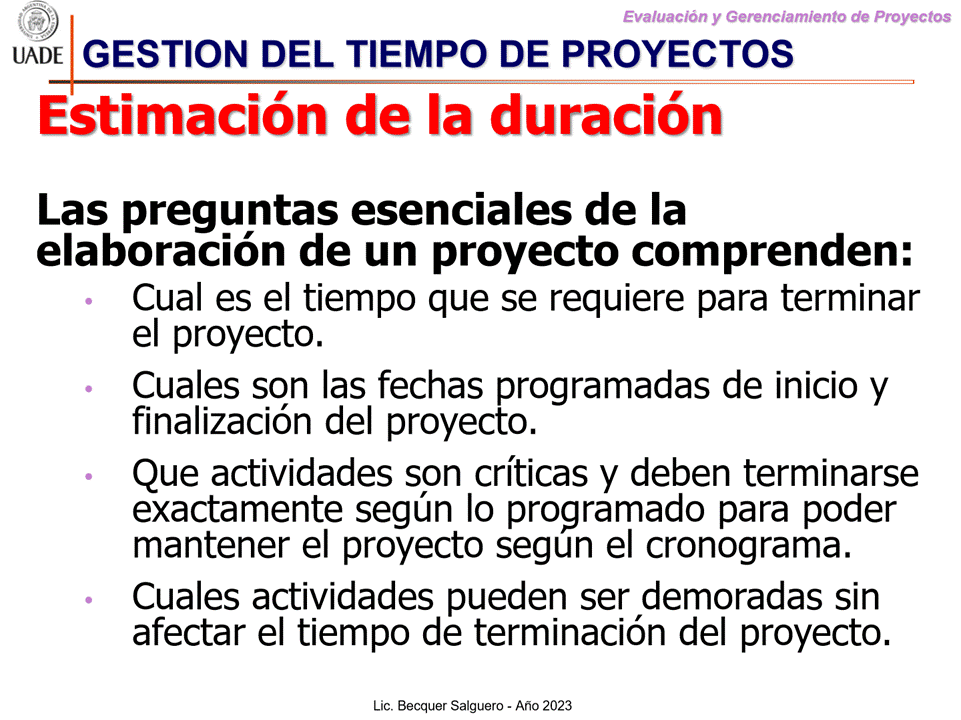 Evaluación y Gerenciamiento de Proyectos
UADE
GESTION DEL TIEMPO DE PROYECTOS
Estimación de la duración
Las preguntas esenciales de la
elaboración de un proyecto comprenden:
• Cual es el tiempo que se requiere para terminar
el proyecto.
• Cuales son las fechas programadas de inicio y
finalización del proyecto.
• Que actividades son críticas y deben terminarse
exactamente según lo programado para poder
mantener el proyecto según el cronograma.
• Cuales actividades pueden ser demoradas sin
afectar el tiempo de terminación del proyecto.
Lic. Becquer Salguero - Año 2023